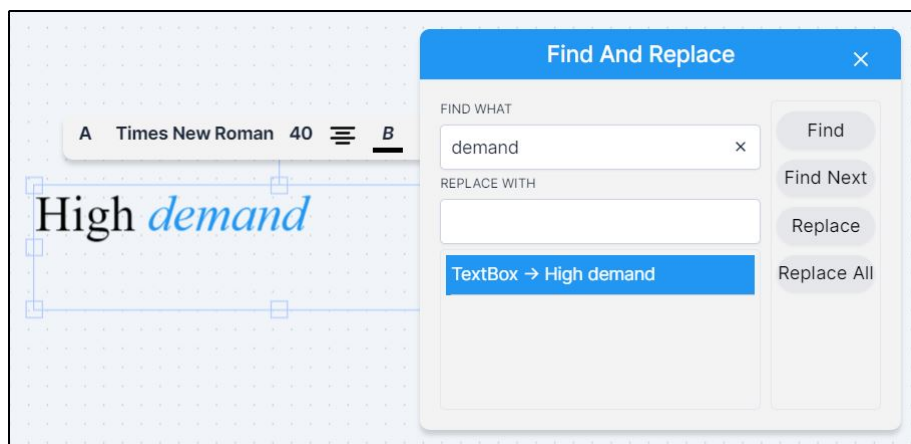 Find And Replace
A Times New Roman 40 B
High demand
FIND WHAT
demand
REPLACE WITH
TextBox → High demand
Find
Find Next
Replace
Replace All